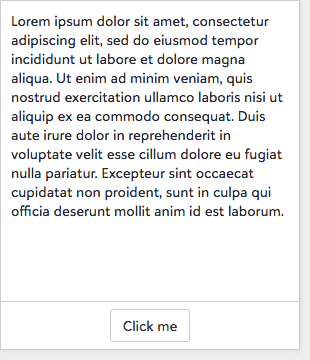 Lorem ipsum dolor sit amet, consectetur
adipiscing elit, sed do eiusmod tempor
incididunt ut labore et dolore magna
aliqua. Ut enim ad minim veniam, quis
nostrud exercitation ullamco laboris nisi ut
aliquip ex ea commodo consequat. Duis
aute irure dolor in reprehenderit in
voluptate velit esse cillum dolore eu fugiat
nulla pariatur. Excepteur sint occaecat
cupidatat non proident, sunt in culpa qui
officia deserunt mollit anim id est laborum.
Click me